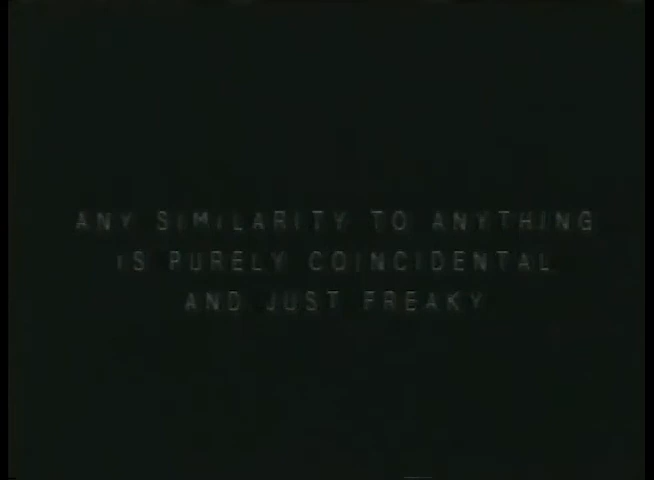 ANY SIMILARITY TO ANYTHING
IS PURELY COINCIDENTAL
AND JUST FREAKY